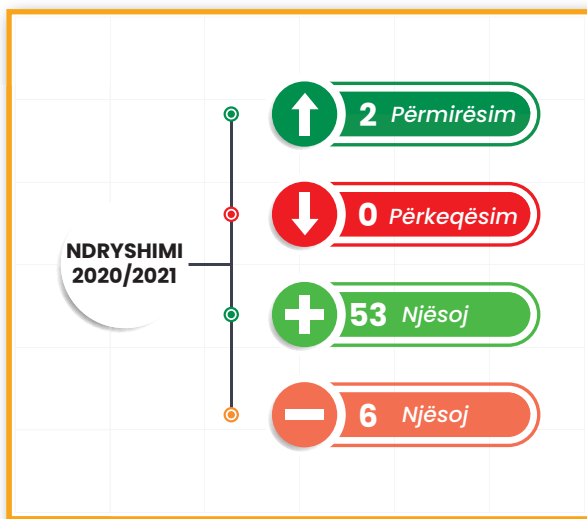 NDRYSHIMI
2020/2021
2 Përmirësim
0 Përkeqësim
53 Njësoj
6 Njësoj